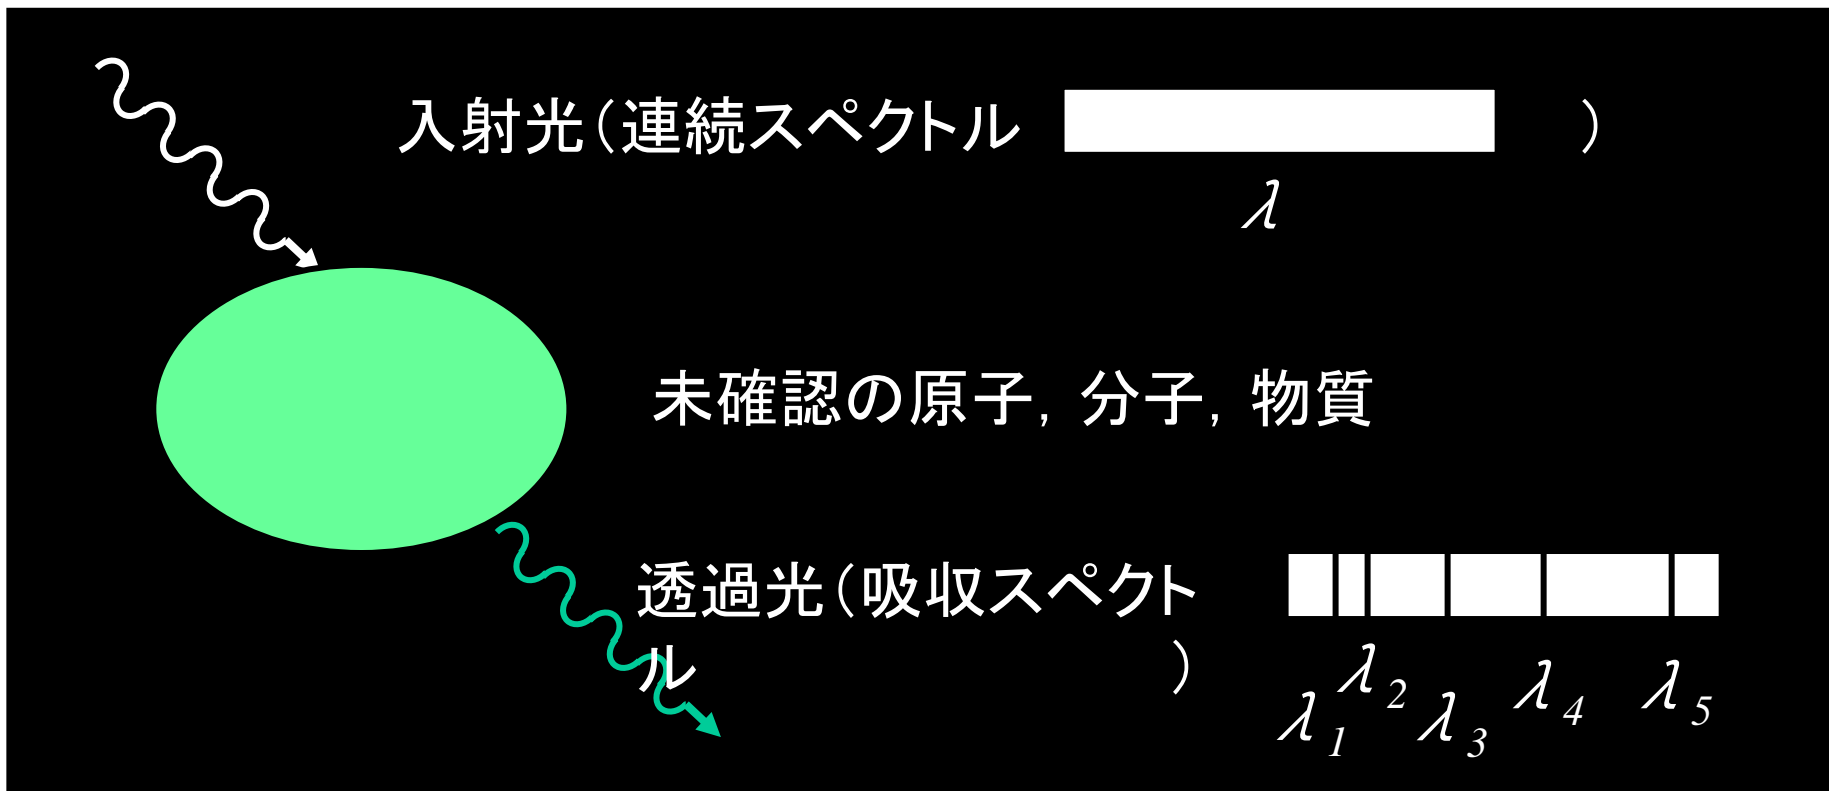 入射光（連続スペクトル　　　）
λ
未確認の原子，分子，物質
透過光（吸収スペクト
ル　　　）
λ1 λ2 λ3 λ4 λ5